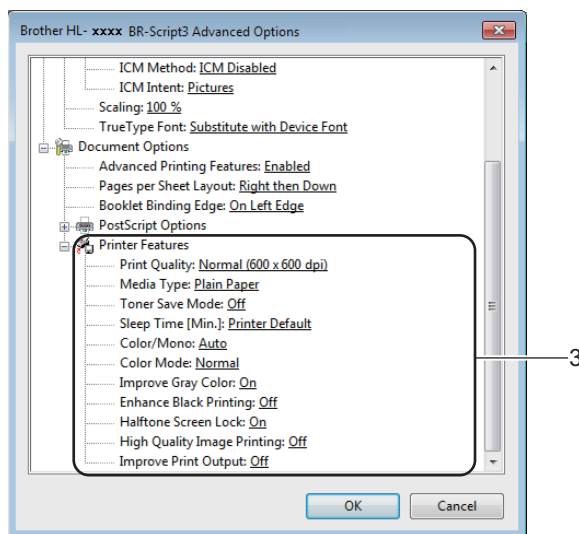 Brother HL- xxxx BR-Script3 Advanced Options
ICM Method: ICM Disabled
ICM Intent: Pictures
Scaling: 100 %
TrueType Font: Substitute with Device Font
Document Options
Advanced Printing Features: Enabled
Pages per Sheet Layout: Right then Down
Booklet Binding Edge: On Left Edge
PostScript Options
Printer Features
Print Quality: Normal (600 x 600 dpi)
Media Type: Plain Paper
Toner Save Mode: Off
Sleep Time [Min.]: Printer Default
Color/Mono: Auto
3
Color Mode: Normal
Improve Gray Color: On
Enhance Black Printing: Off
Halftone Screen Lock: On
High Quality Image Printing: Off
Improve Print Output: Off
OK Cancel